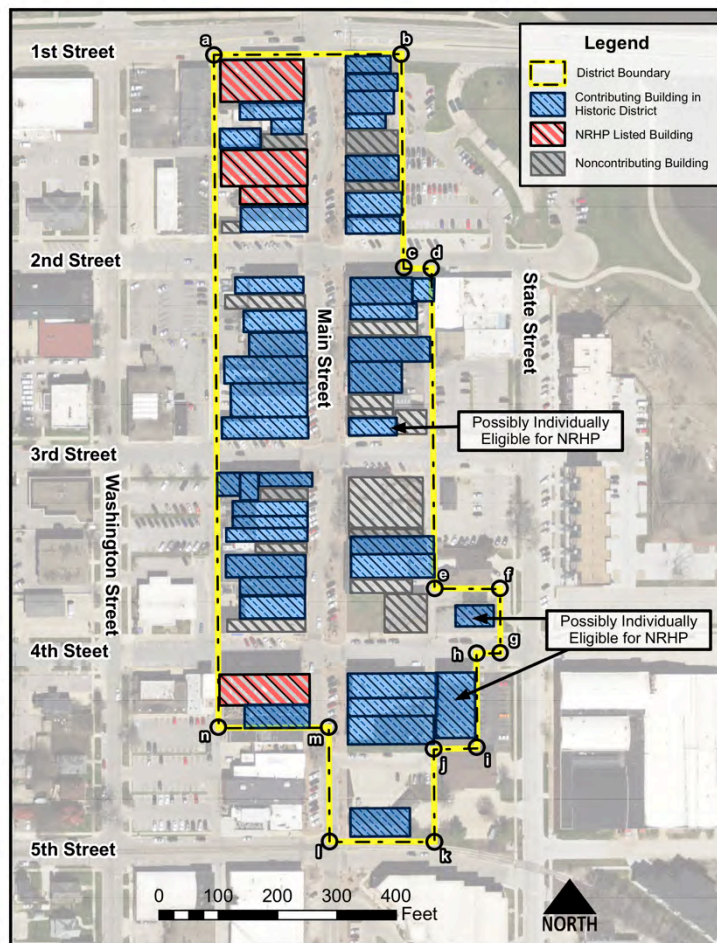 1st Street
a
b
Legend
District Boundary
Contributing Building in
Historic District
NRHP Listed Building
Noncontributing Building
2nd Street
c
d
Main Street
State Street
Possibly Individually
Eligible for NRHP
3rd Street
Washington Street
e
f
Possibly Individually
Eligible for NRHP
4th Steet
g
h
n
m
j
i
5th Street
l
k
0 100 200 300 400
Feet
NORTH